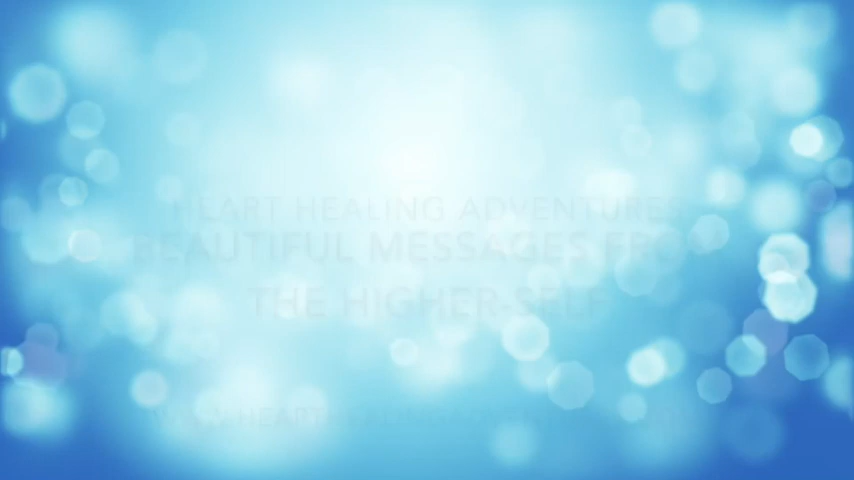 HEART HEALING ADVENTURES
BEAUTIFUL MESSAGES FROM
THE HIGHER-SELF